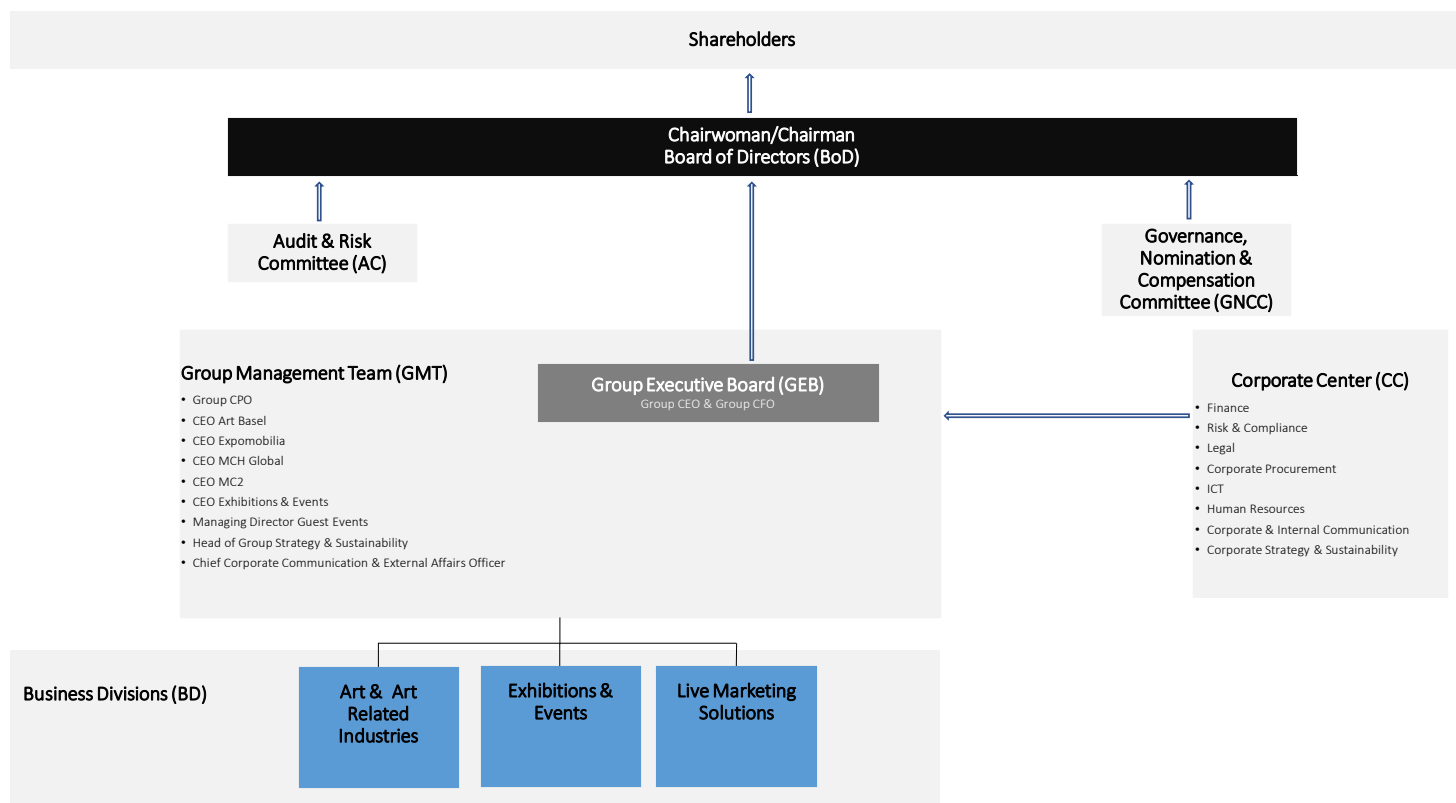 Shareholders
Chairwoman/Chairman
Board of Directors (BoD)
Audit & Risk
Committee (AC)
Governance,
Nomination &
Compensation
Committee (GNCC)
Group Management Team (GMT)
• Group CPO
• CEO Art Basel
• CEO Expomobilia
• CEO MCH Global
• CEO MC2
• CEO Exhibitions & Events
• Managing Director Guest Events
• Head of Group Strategy & Sustainability
• Chief Corporate Communication & External Affairs Officer
Group Executive Board (GEB)
Group CEO & Group CFO
Corporate Center (CC)
• Finance
• Risk & Compliance
• Legal
• Corporate Procurement
• ICT
• Human Resources
• Corporate & Internal Communication
• Corporate Strategy & Sustainability
Business Divisions (BD)
Art & Art
Related
Industries
Exhibitions &
Events
Live Marketing
Solutions